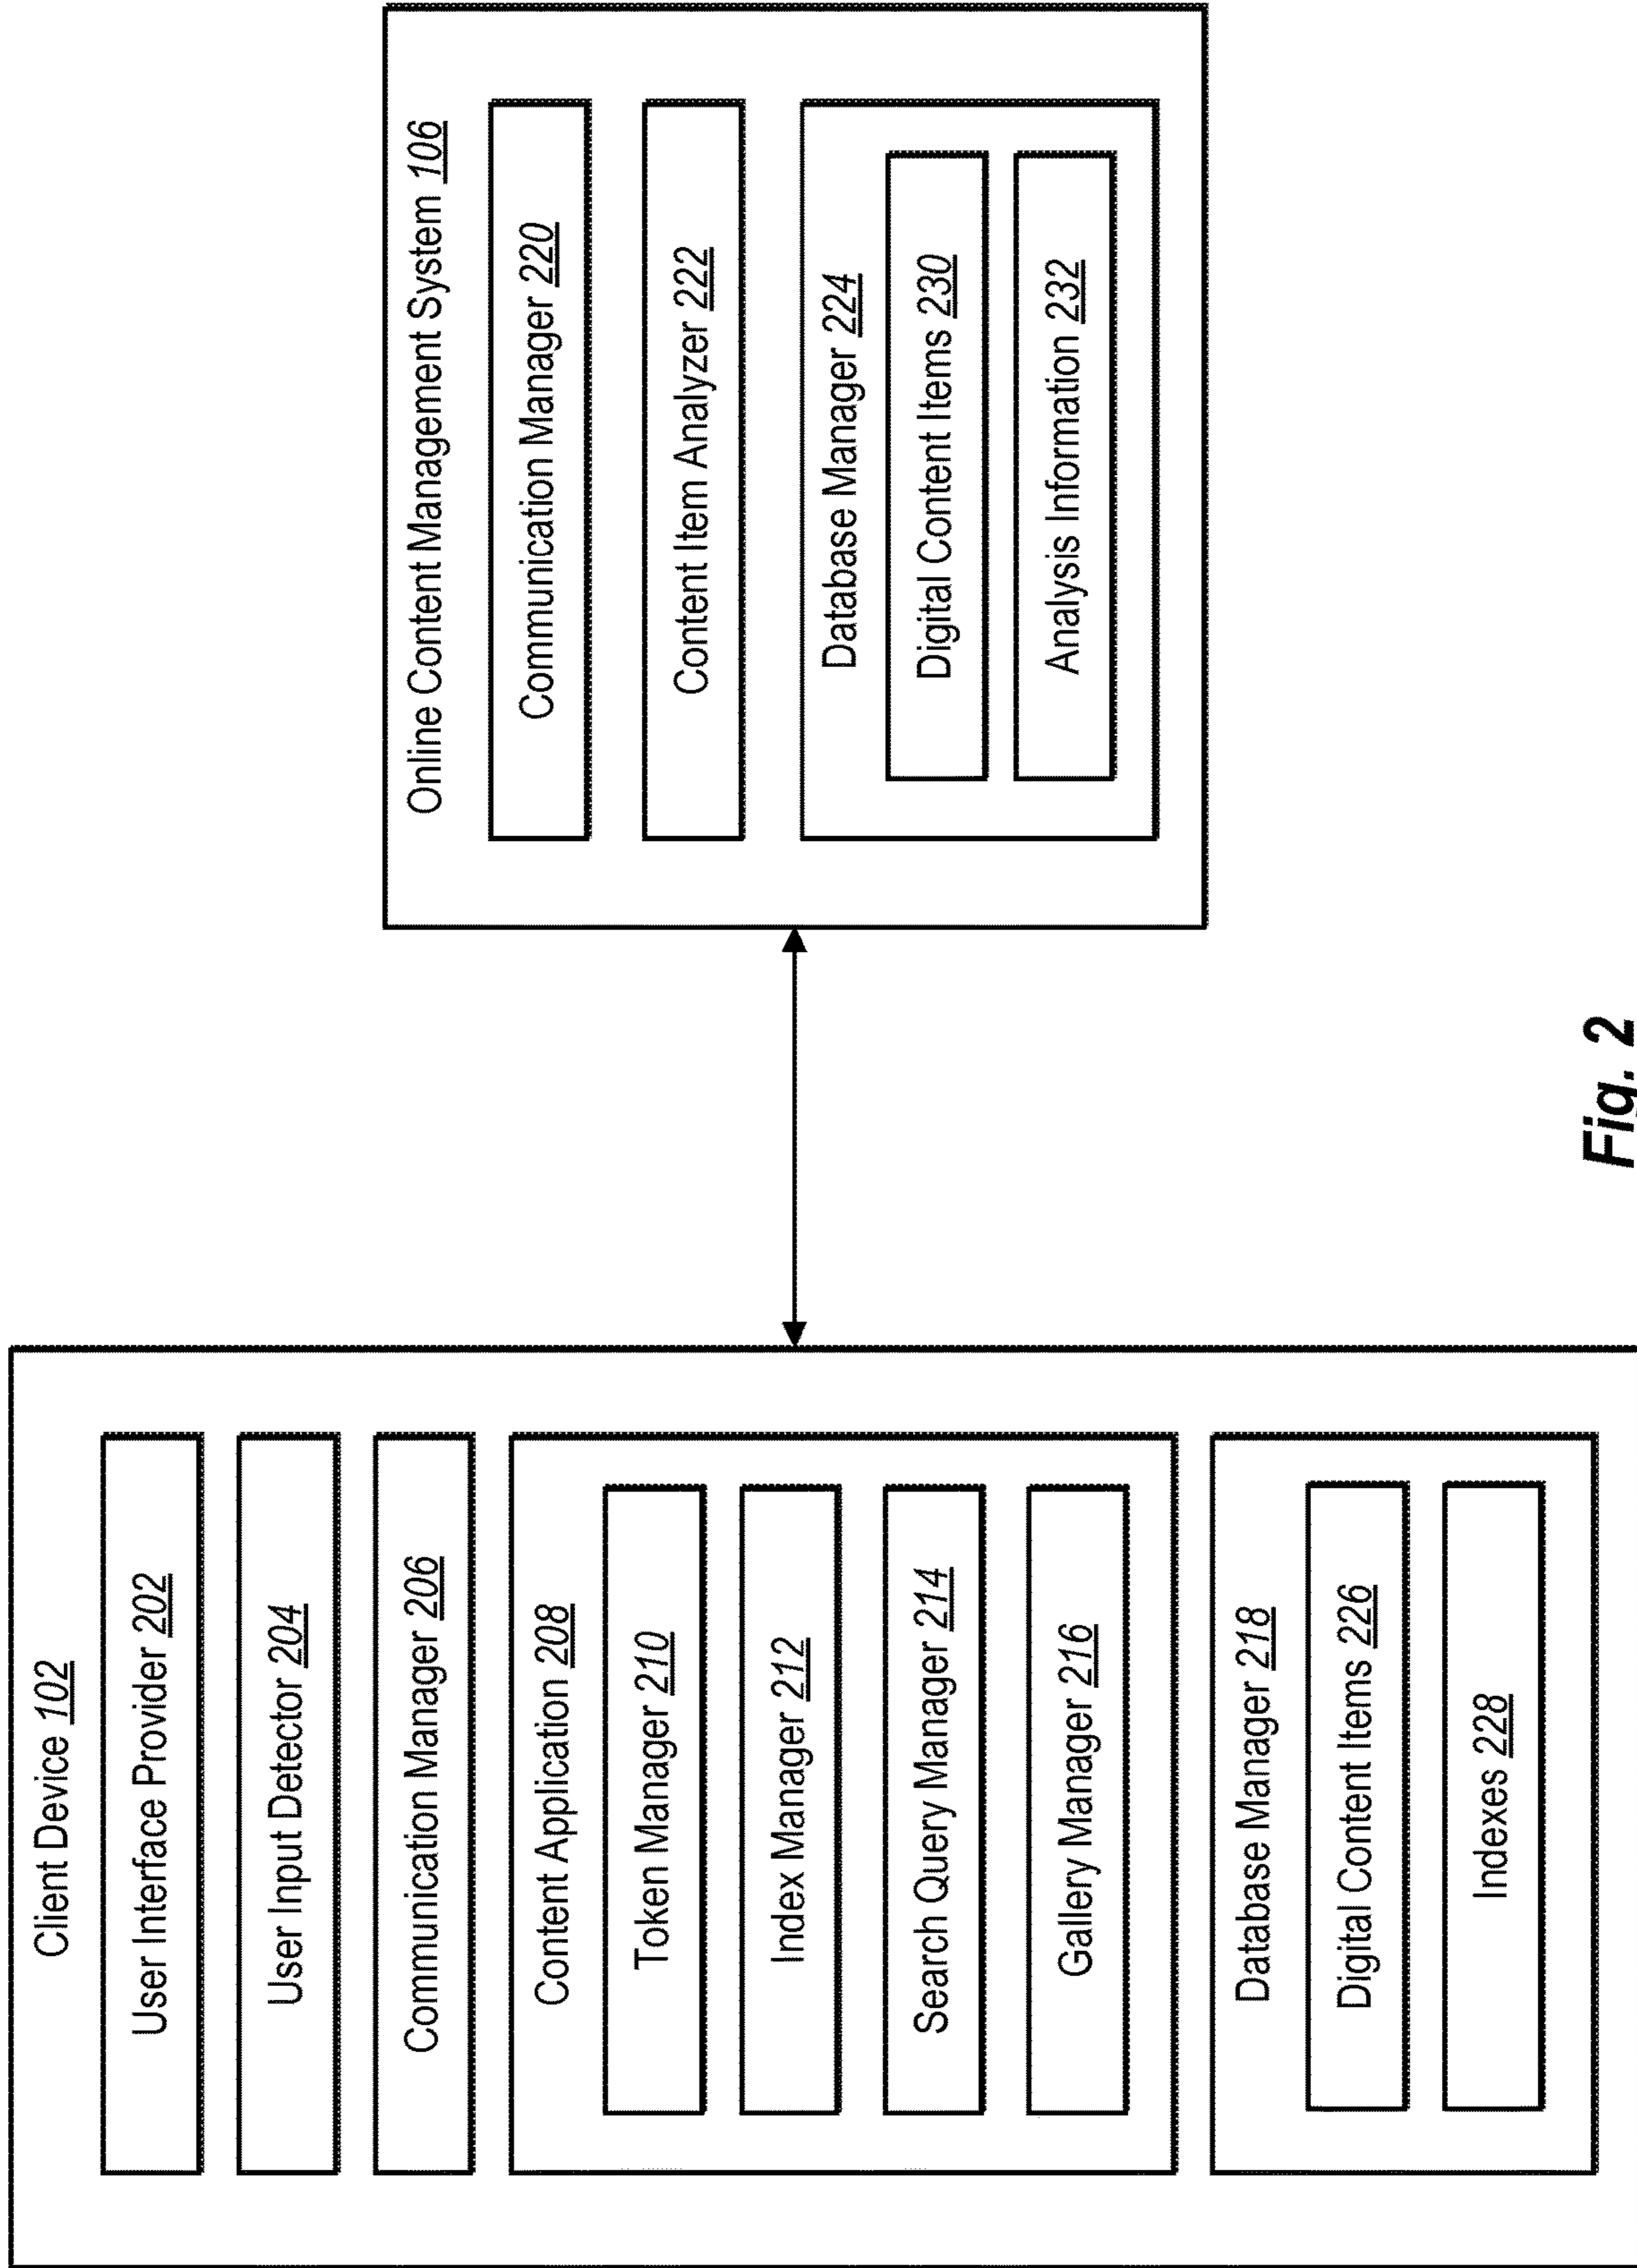 Client Device 102
User Interface Provider 202
User Input Detector 204
Communication Manager 206
Content Application 208
Token Manager 210
Index Manager 212
Search Query Manager 214
Gallery Manager 216
Database Manager 218
Digital Content Items 226
Indexes 228
Online Content Management System 106
Communication Manager 220
Content Item Analyzer 222
Database Manager 224
Digital Content Items 230
Analysis Information 232
Fig. 2